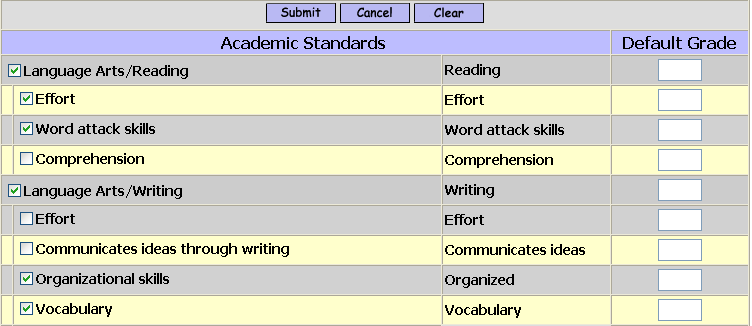 Submit Cancel Clear
Academic Standards Default Grade
Language Arts/Reading Reading
Effort Effort
Word attack skills Word attack skills
Comprehension Comprehension
Language Arts/Writing Writing
Effort Effort
Communicates ideas through writing Communicates ideas
Organizational skills Organized
Vocabulary Vocabulary